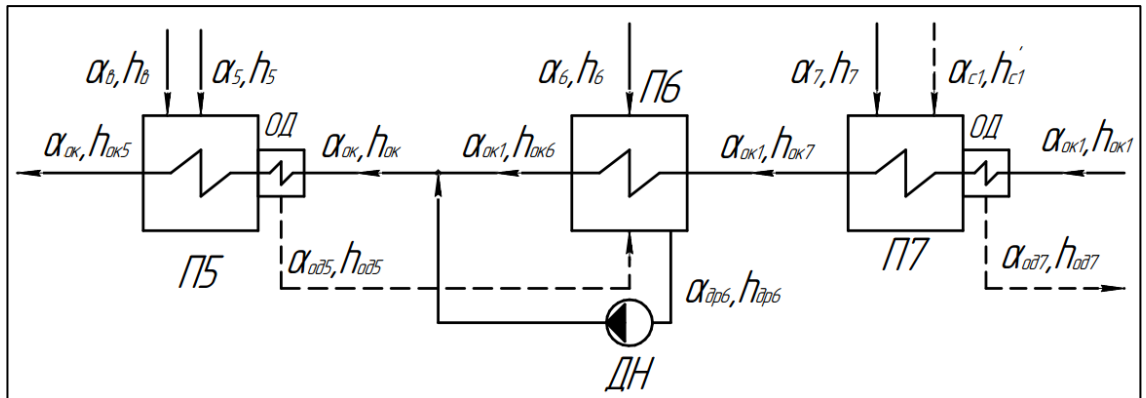 αв,hв
α5,h5
α6,h6
П6
α7,h7
αс1,h'с1
αок,hок5
ОД
αок,hок
αок1,hок6
αок1,hок7
ОД
αок1,hок1
П5
αод5,hод5
αдр6,hдр6
П7
αод7,hод7
ДН